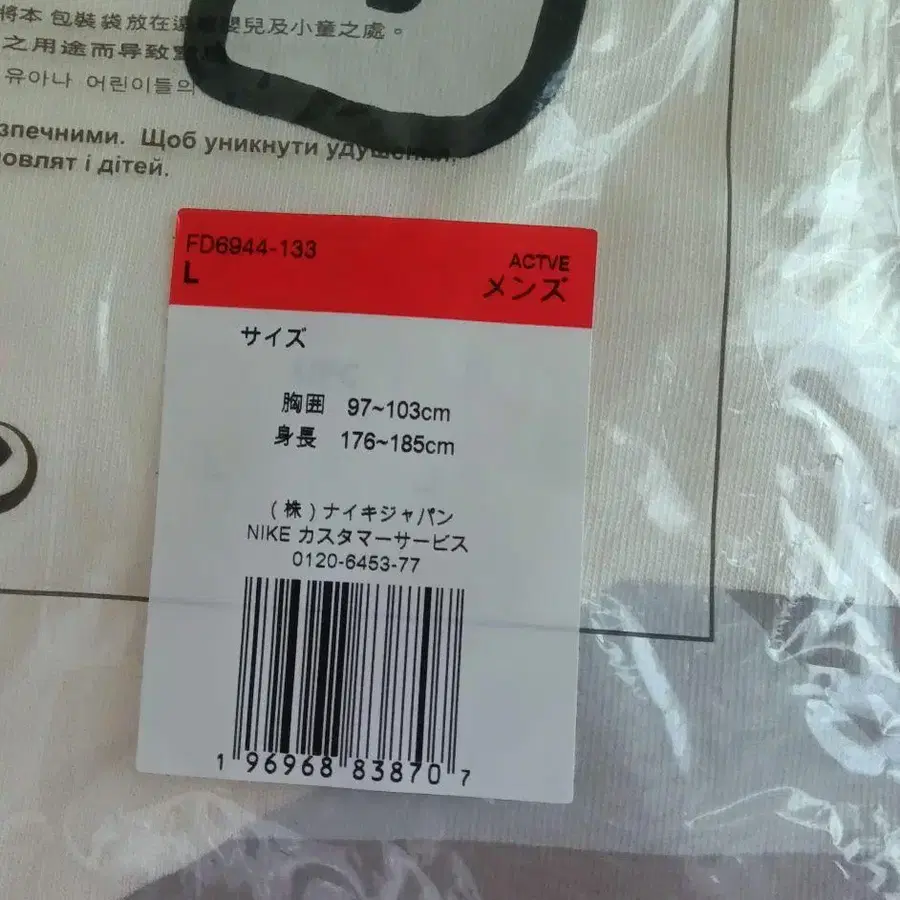 將本 包裝袋放在遠離嬰兒及小童之處。
之用途而导致窒
유아나 어린이들의
зпечними. Щоб уникнути удушення,
овлят і дітей.
FD6944-133
L
ACTVE
メンズ
サイズ
胸囲 97~103cm
身長 176~185cm
(株)ナイキジャパン
NIKE カスタマーサービス
0120-6453-77
1 96968 83870 7